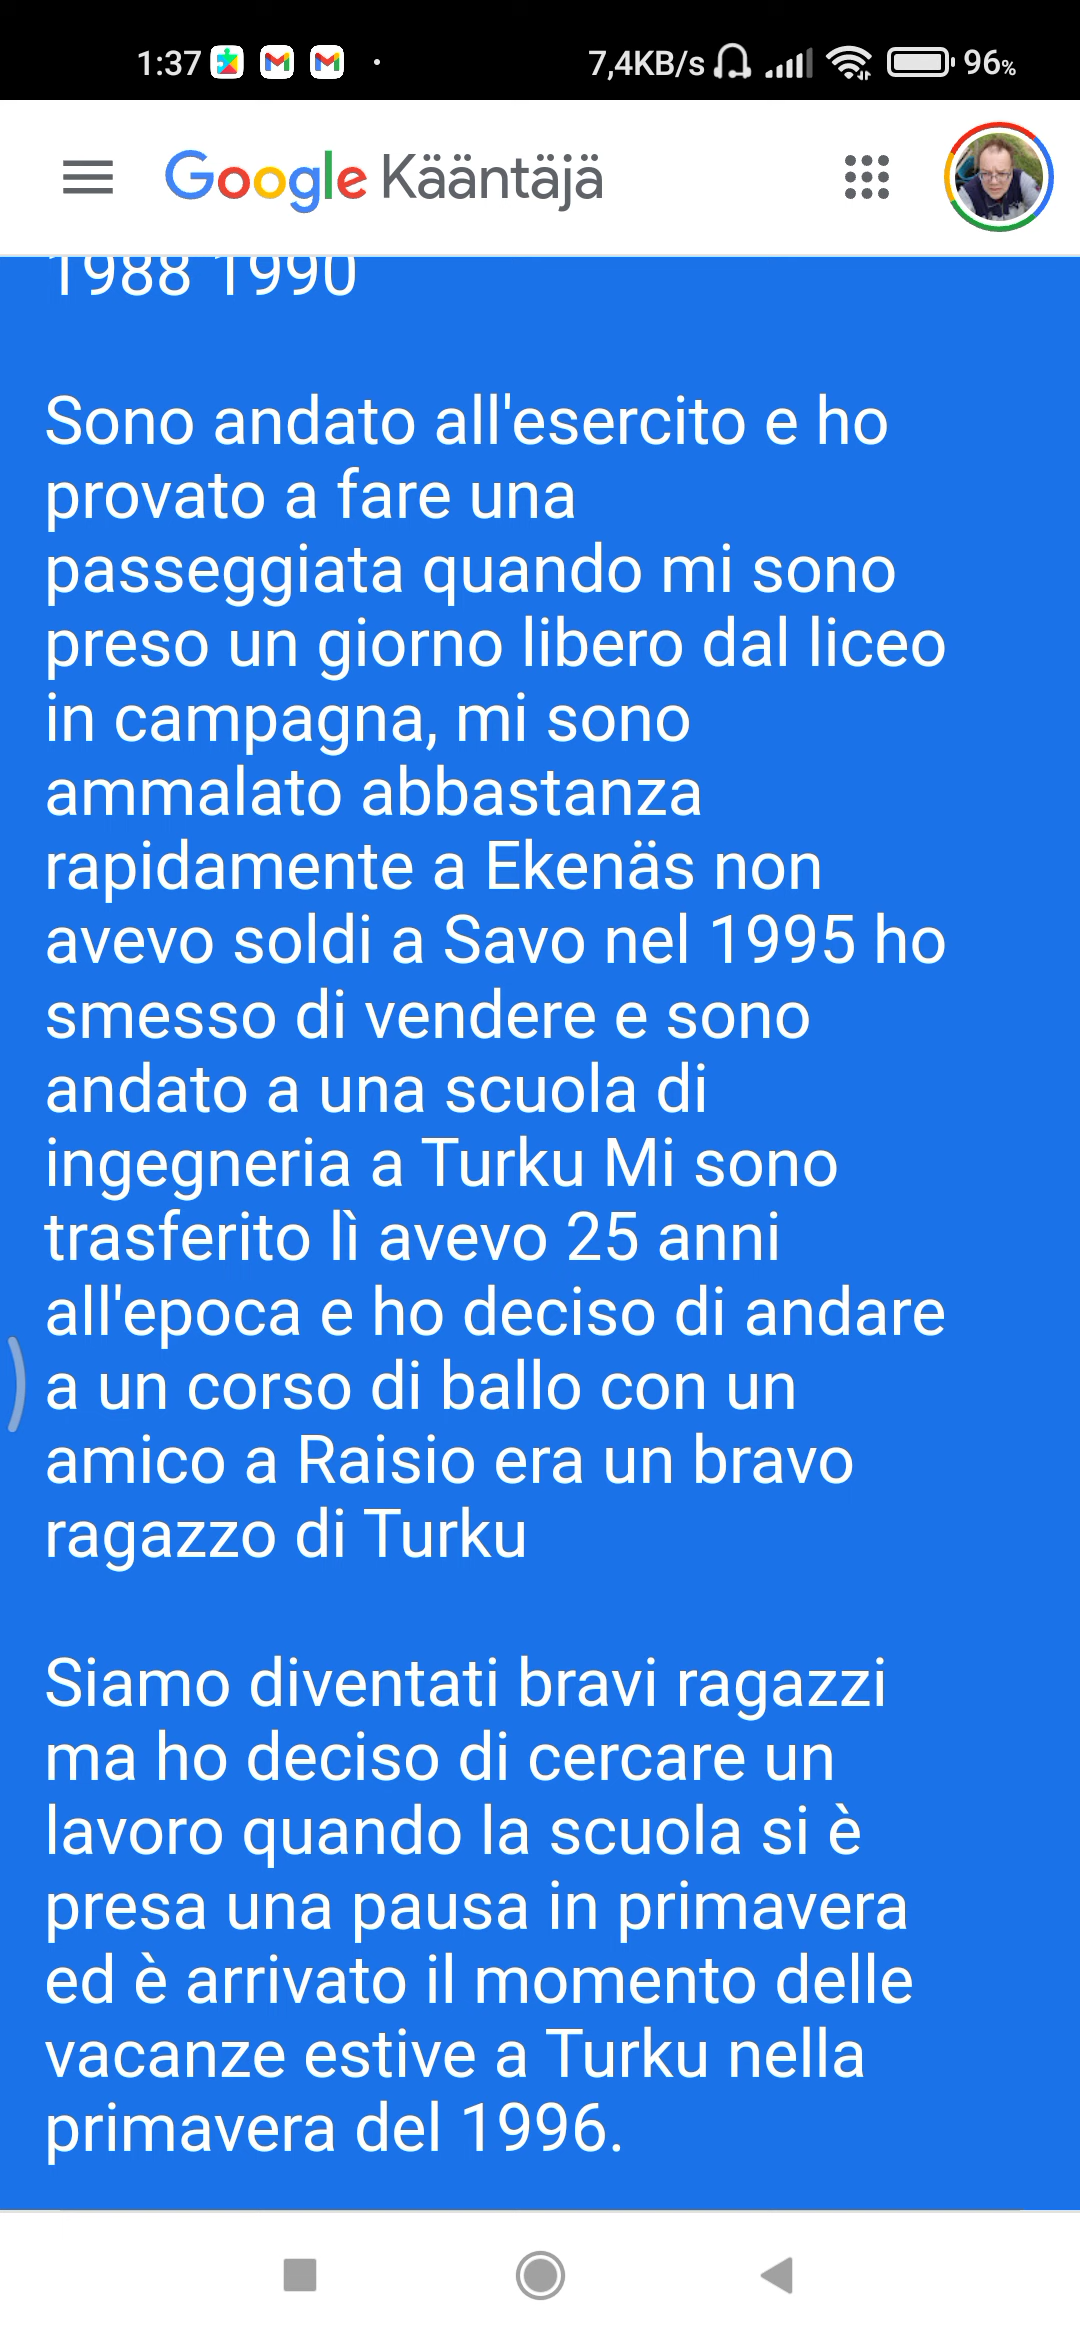 1:37
7,4KB/s
96%
Google Kääntäjä
1988 1990
Sono andato all'esercito e ho
provato a fare una
passeggiata quando mi sono
preso un giorno libero dal liceo
in campagna, mi sono
ammalato abbastanza
rapidamente a Ekenäs non
avevo soldi a Savo nel 1995 ho
smesso di vendere e sono
andato a una scuola di
ingegneria a Turku Mi sono
trasferito lì avevo 25 anni
all'epoca e ho deciso di andare
a un corso di ballo con un
amico a Raisio era un bravo
ragazzo di Turku
Siamo diventati bravi ragazzi
ma ho deciso di cercare un
lavoro quando la scuola si è
presa una pausa in primavera
ed è arrivato il momento delle
vacanze estive a Turku nella
primavera del 1996.